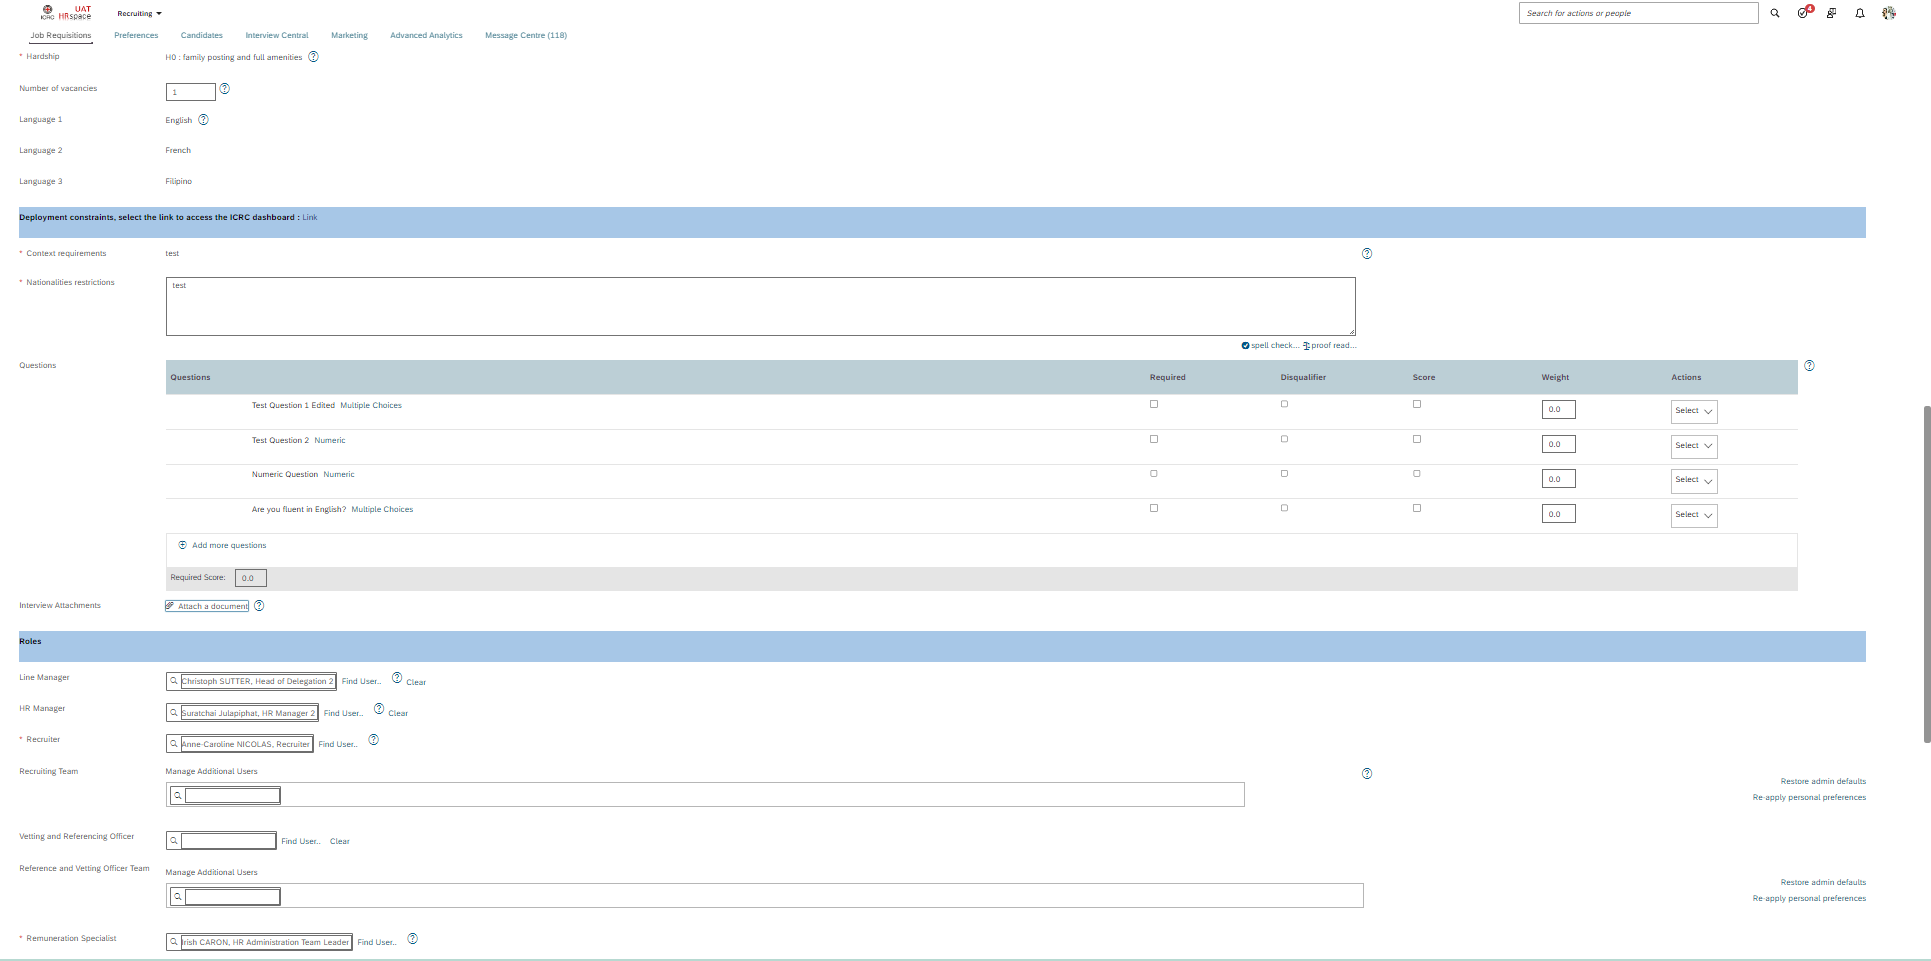 ICRC
UAT
HRspace
Recruiting
Search for actions or people
4
Job Requisitions
Preferences
Candidates
Interview Central
Marketing
Advanced Analytics
Message Centre (118)
* Hardship
H0 : family posting and full amenities
Number of vacancies
1
Language 1
English
Language 2
French
Language 3
Filipino
Deployment constraints, select the link to access the ICRC dashboard : Link
* Context requirements
test
* Nationalities restrictions
test
spell check... proof read...
Questions
Questions Required Disqualifier Score Weight Actions
Test Question 1 Edited Multiple Choices 0.0 Select
Test Question 2 Numeric 0.0 Select
Numeric Question Numeric 0.0 Select
Are you fluent in English? Multiple Choices 0.0 Select
Add more questions
Required Score: 0.0
Interview Attachments
Attach a document
Roles
Line Manager
Christoph SUTTER, Head of Delegation 2 Find User.. Clear
HR Manager
Suratchai Julapiphat, HR Manager 2 Find User.. Clear
* Recruiter
Anne-Caroline NICOLAS, Recruiter Find User..
Recruiting Team
Manage Additional Users
Restore admin defaults
Re-apply personal preferences
Vetting and Referencing Officer
Find User.. Clear
Reference and Vetting Officer Team
Manage Additional Users
Restore admin defaults
Re-apply personal preferences
* Remuneration Specialist
Irish CARON, HR Administration Team Leader Find User..